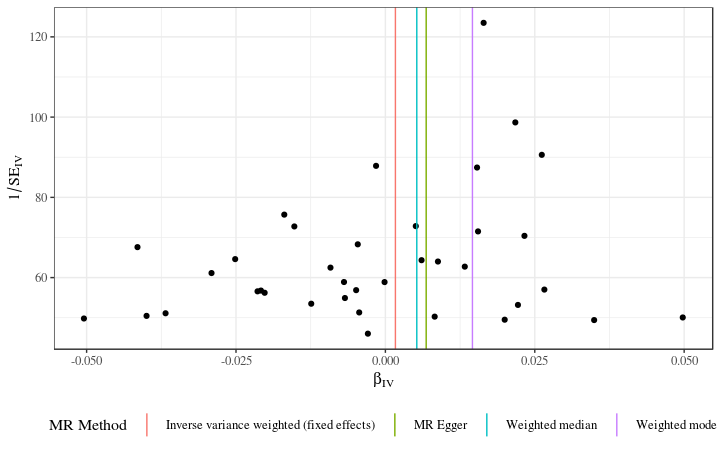 120
100
80
60
1/SE_IV
-0.050
-0.025
0.000
0.025
0.050
β_IV
MR Method
Inverse variance weighted (fixed effects)
MR Egger
Weighted median
Weighted mode